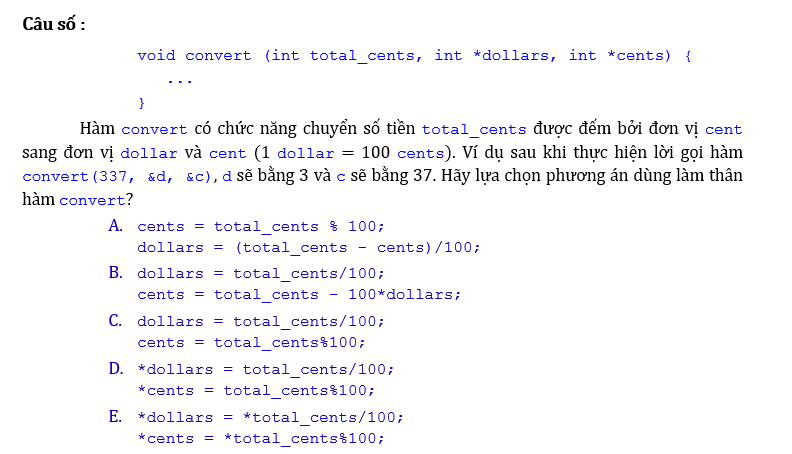 Câu số :
void convert (int total_cents, int *dollars, int *cents) {
...
}
Hàm convert có chức năng chuyển số tiền total_cents được đếm bởi đơn vị cent
sang đơn vị dollar và cent (1 dollar = 100 cents). Ví dụ sau khi thực hiện lời gọi hàm
convert(337, &d, &c), d sẽ bằng 3 và c sẽ bằng 37. Hãy lựa chọn phương án dùng làm thân
hàm convert?
A. cents = total_cents % 100;
dollars = (total_cents - cents)/100;
B. dollars = total_cents/100;
cents = total_cents - 100*dollars;
C. dollars = total_cents/100;
cents = total_cents%100;
D. *dollars = total_cents/100;
*cents = total_cents%100;
E. *dollars = *total_cents/100;
*cents = *total_cents%100;